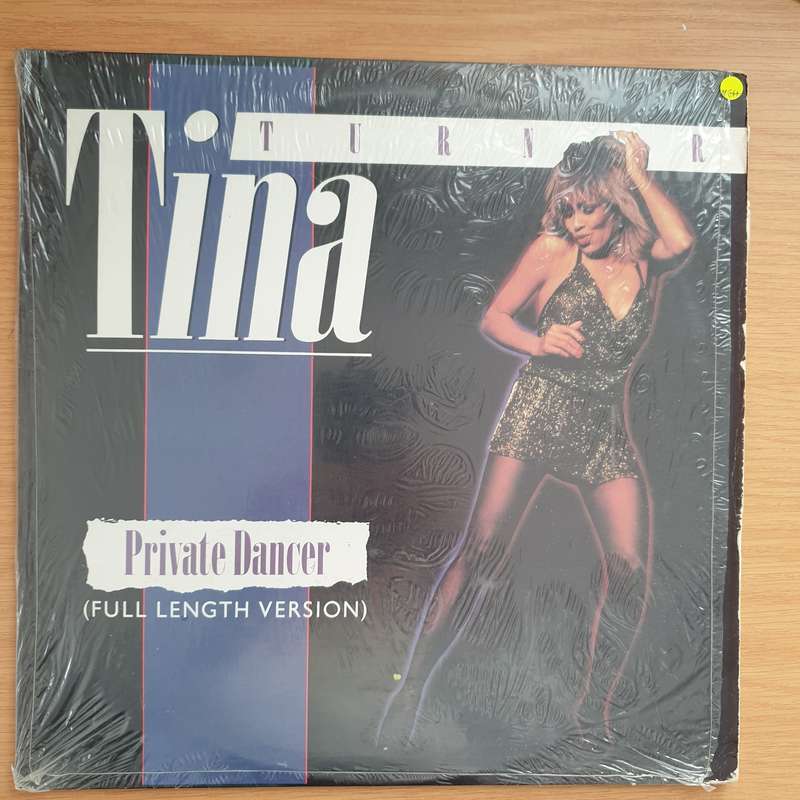 TURNER
Tina
Private Dancer
(FULL LENGTH VERSION)